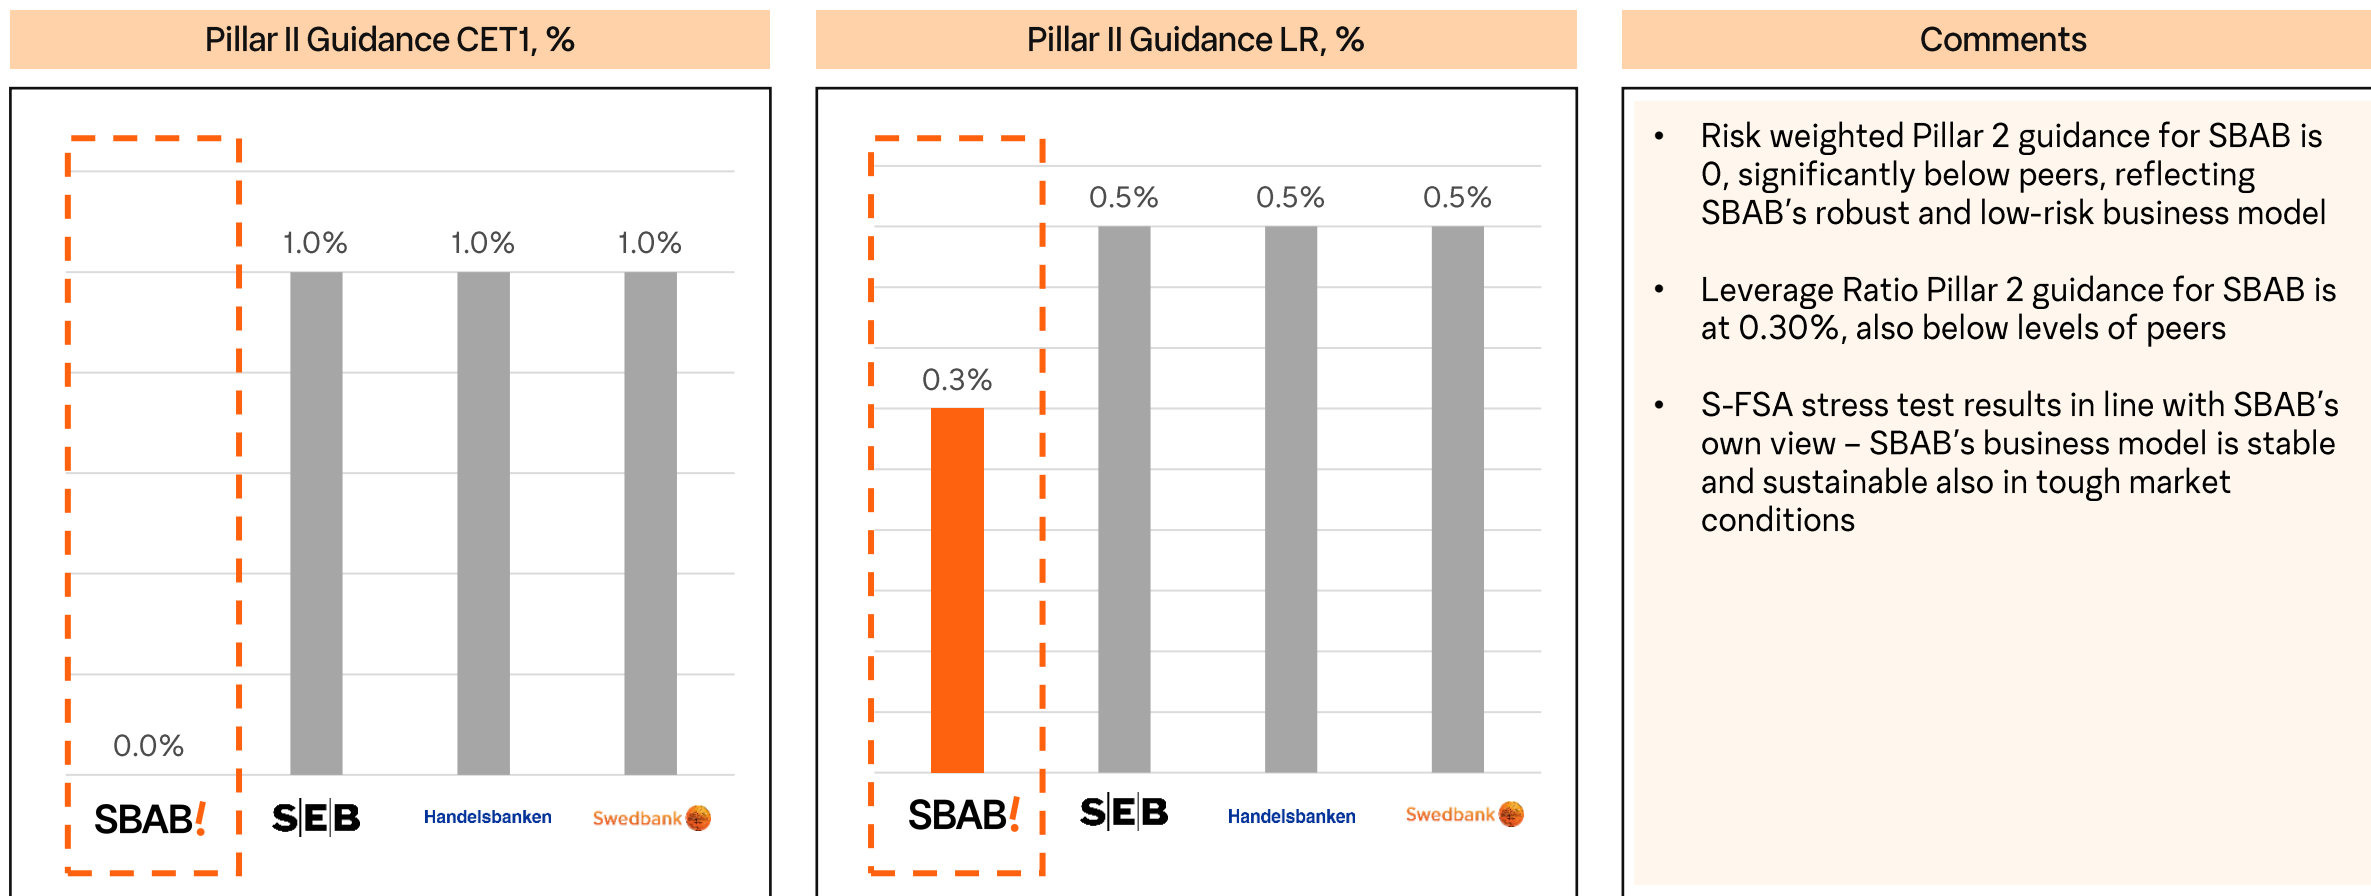 Pillar II Guidance CET1, %
1.0%
1.0%
1.0%
0.0%
SBAB!
S|E|B
Handelsbanken
Swedbank
Pillar II Guidance LR, %
0.5%
0.5%
0.5%
0.3%
SBAB!
S|E|B
Handelsbanken
Swedbank
Comments
• Risk weighted Pillar 2 guidance for SBAB is
0, significantly below peers, reflecting
SBAB’s robust and low-risk business model
• Leverage Ratio Pillar 2 guidance for SBAB is
at 0.30%, also below levels of peers
• S-FSA stress test results in line with SBAB’s
own view – SBAB’s business model is stable
and sustainable also in tough market
conditions